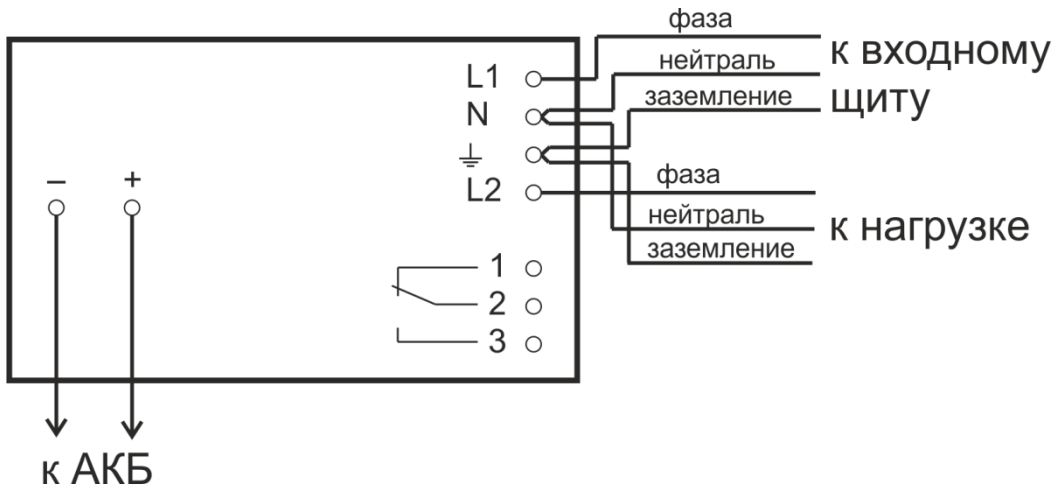 фаза
нейтраль
заземление
к входному
щиту
L1
N
L2
фаза
нейтраль
заземление
к нагрузке
– +
1
2
3
к АКБ